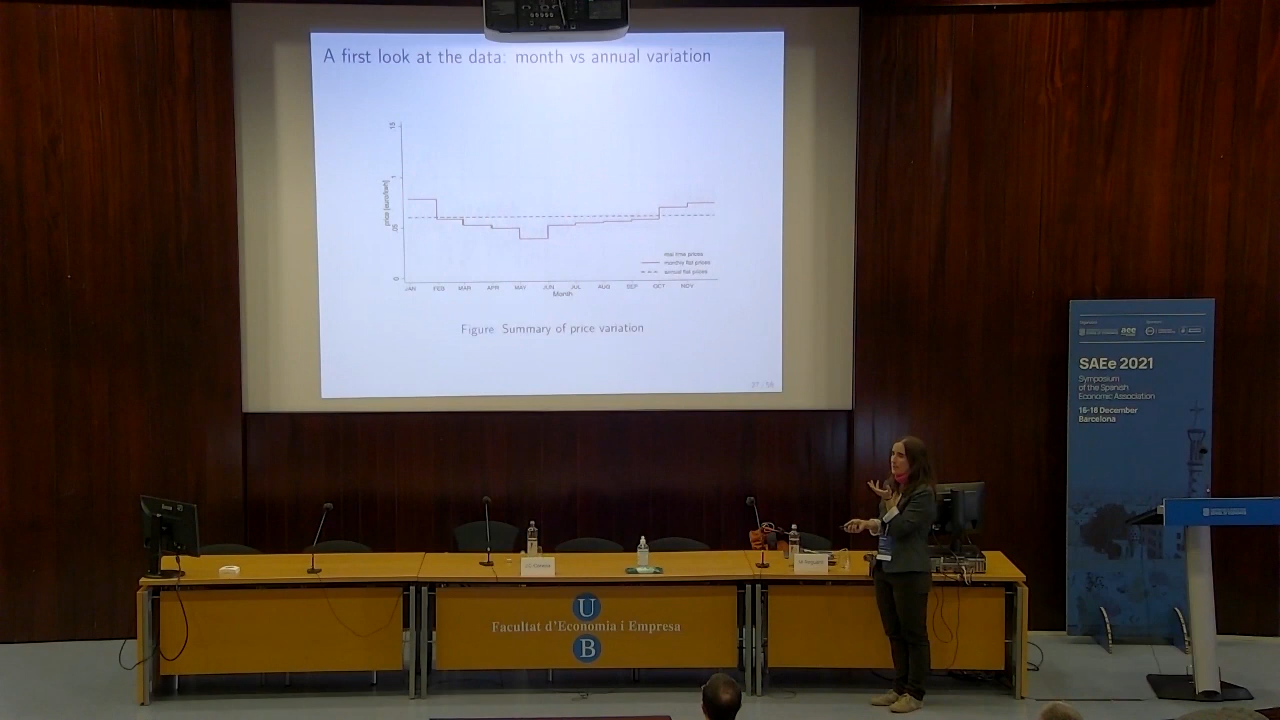 A first look at the data: month vs annual variation
.15
.1
.05
0
price [euro/kwh]
real time prices
monthly flat prices
annual flat prices
JAN FEB MAR APR MAY JUN JUL AUG SEP OCT NOV
Month
Figure Summary of price variation
SAEe 2021
Symposium
of the Spanish
Economic Association
16-18 December
Barcelona
U
Facultat d'Economia i Empresa
B